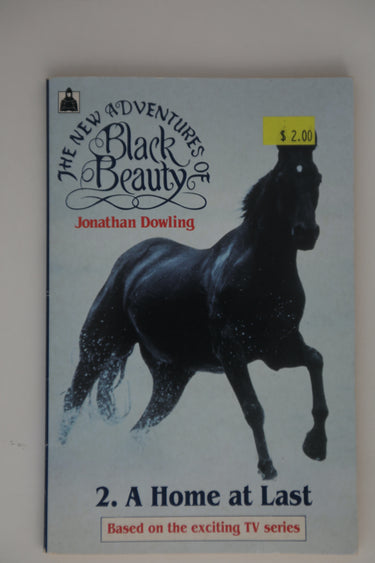 THE NEW ADVENTURES OF
Black
Beauty
Jonathan Dowling
$2.00
2. A Home at Last
Based on the exciting TV series